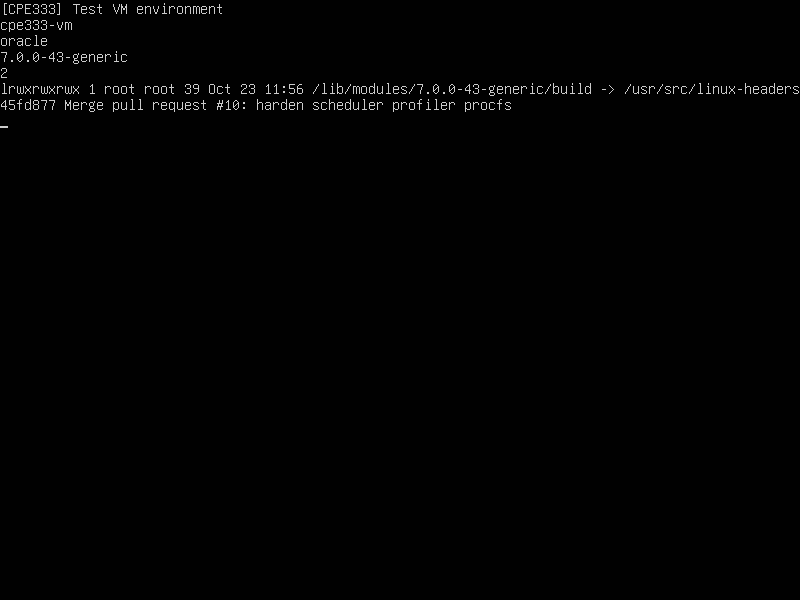 [CPE333] Test VM environment
cpe333-vm
oracle
7.0.0-43-generic
2
lrwxrwxrwx 1 root root 39 Oct 23 11:56 /lib/modules/7.0.0-43-generic/build -> /usr/src/linux-headers
45fd877 Merge pull request #10: harden scheduler profiler procfs